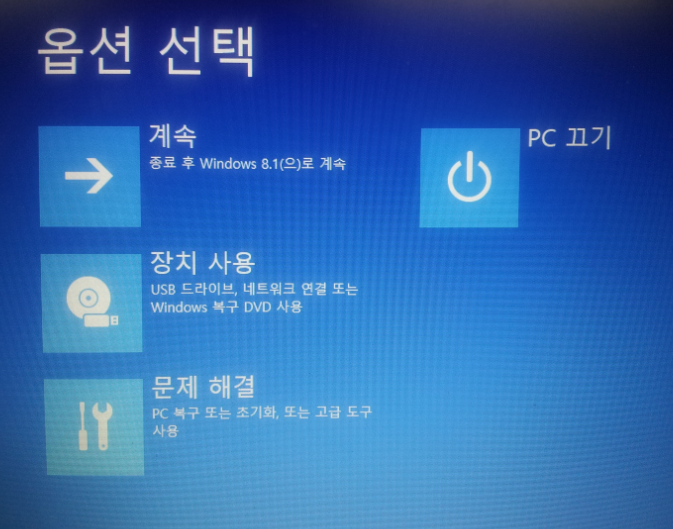 옵션 선택
계속
종료 후 Windows 8.1(으)로 계속
PC 끄기
장치 사용
USB 드라이브, 네트워크 연결 또는
Windows 복구 DVD 사용
문제 해결
PC 복구 또는 초기화, 또는 고급 도구
사용